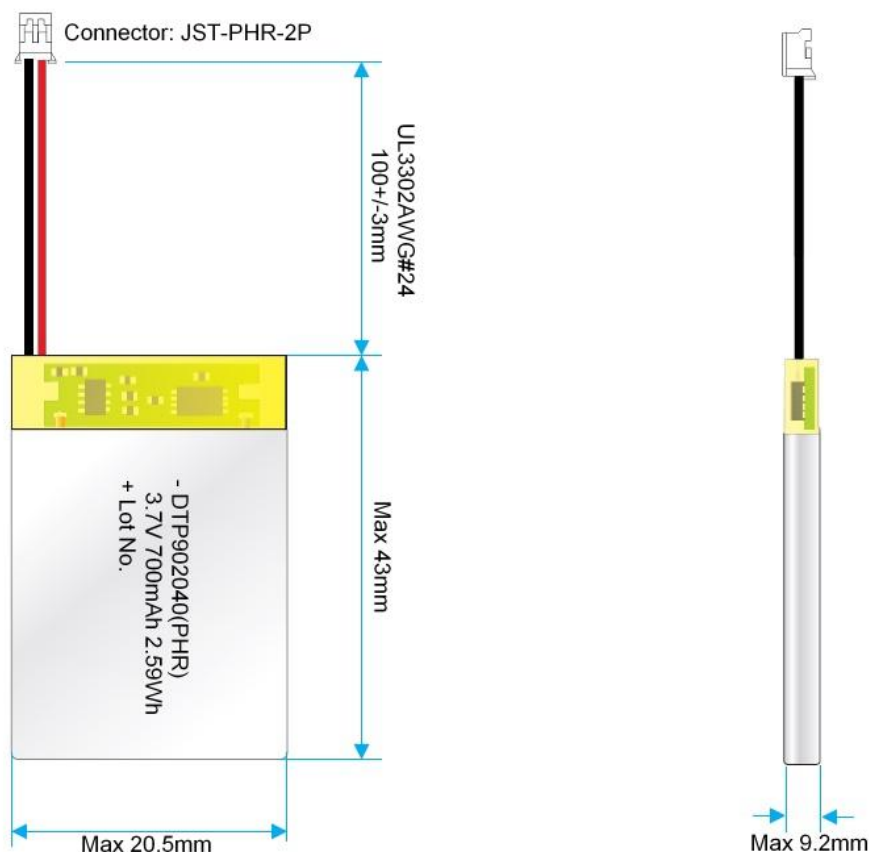 Connector: JST-PHR-2P
UL3302AWG#24
100+/-3mm
- DTP902040(PHR)
3.7V 700mAh 2.59Wh
+ Lot No.
Max 43mm
Max 20.5mm
Max 9.2mm